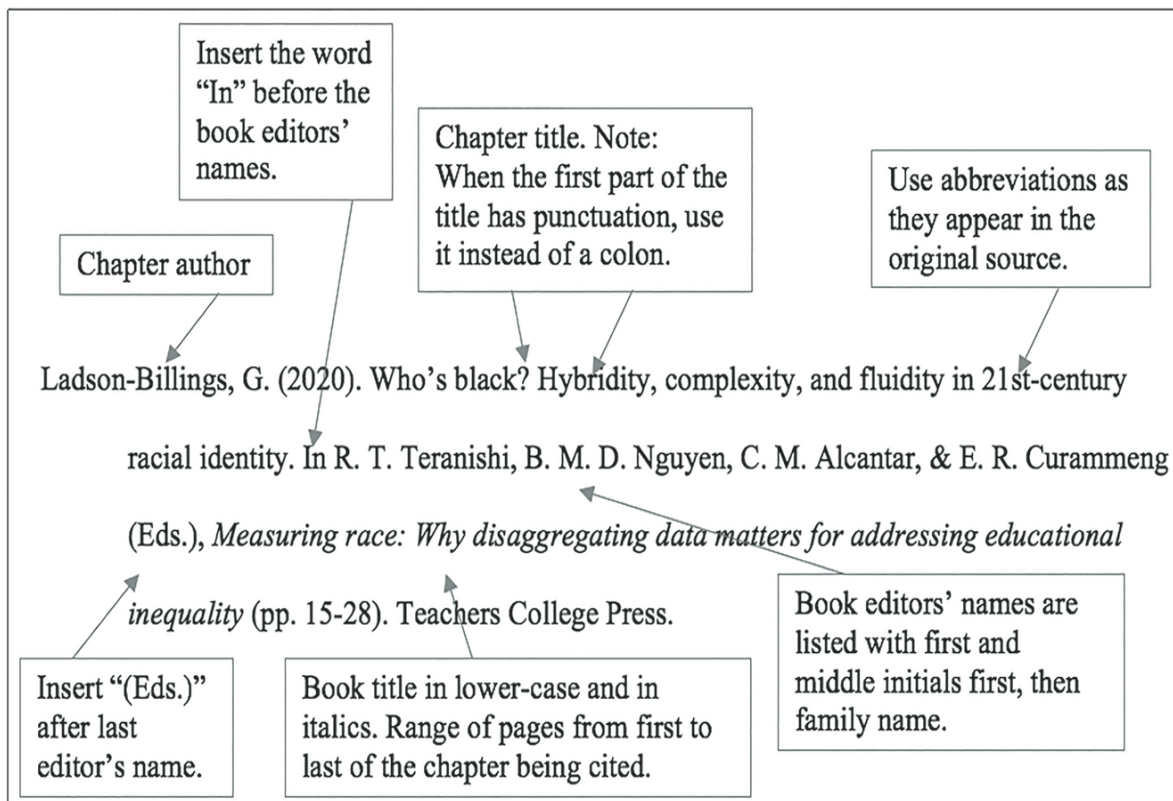 Insert the word
“In” before the
book editors’
names.
Chapter title. Note:
When the first part of the
title has punctuation, use
it instead of a colon.
Use abbreviations as
they appear in the
original source.
Chapter author
Ladson-Billings, G. (2020). Who’s black? Hybridity, complexity, and fluidity in 21st-century
racial identity. In R. T. Teranishi, B. M. D. Nguyen, C. M. Alcantar, & E. R. Curammeng
(Eds.), Measuring race: Why disaggregating data matters for addressing educational
inequality (pp. 15-28). Teachers College Press.
Insert “(Eds.)”
after last
editor’s name.
Book title in lower-case and in
italics. Range of pages from first to
last of the chapter being cited.
Book editors’ names are
listed with first and
middle initials first, then
family name.